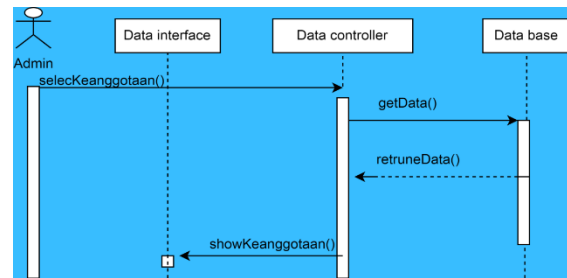 Data interface
Data controller
Data base
Admin
selecKeanggotaan()
getData()
retruneData()
showKeanggotaan()